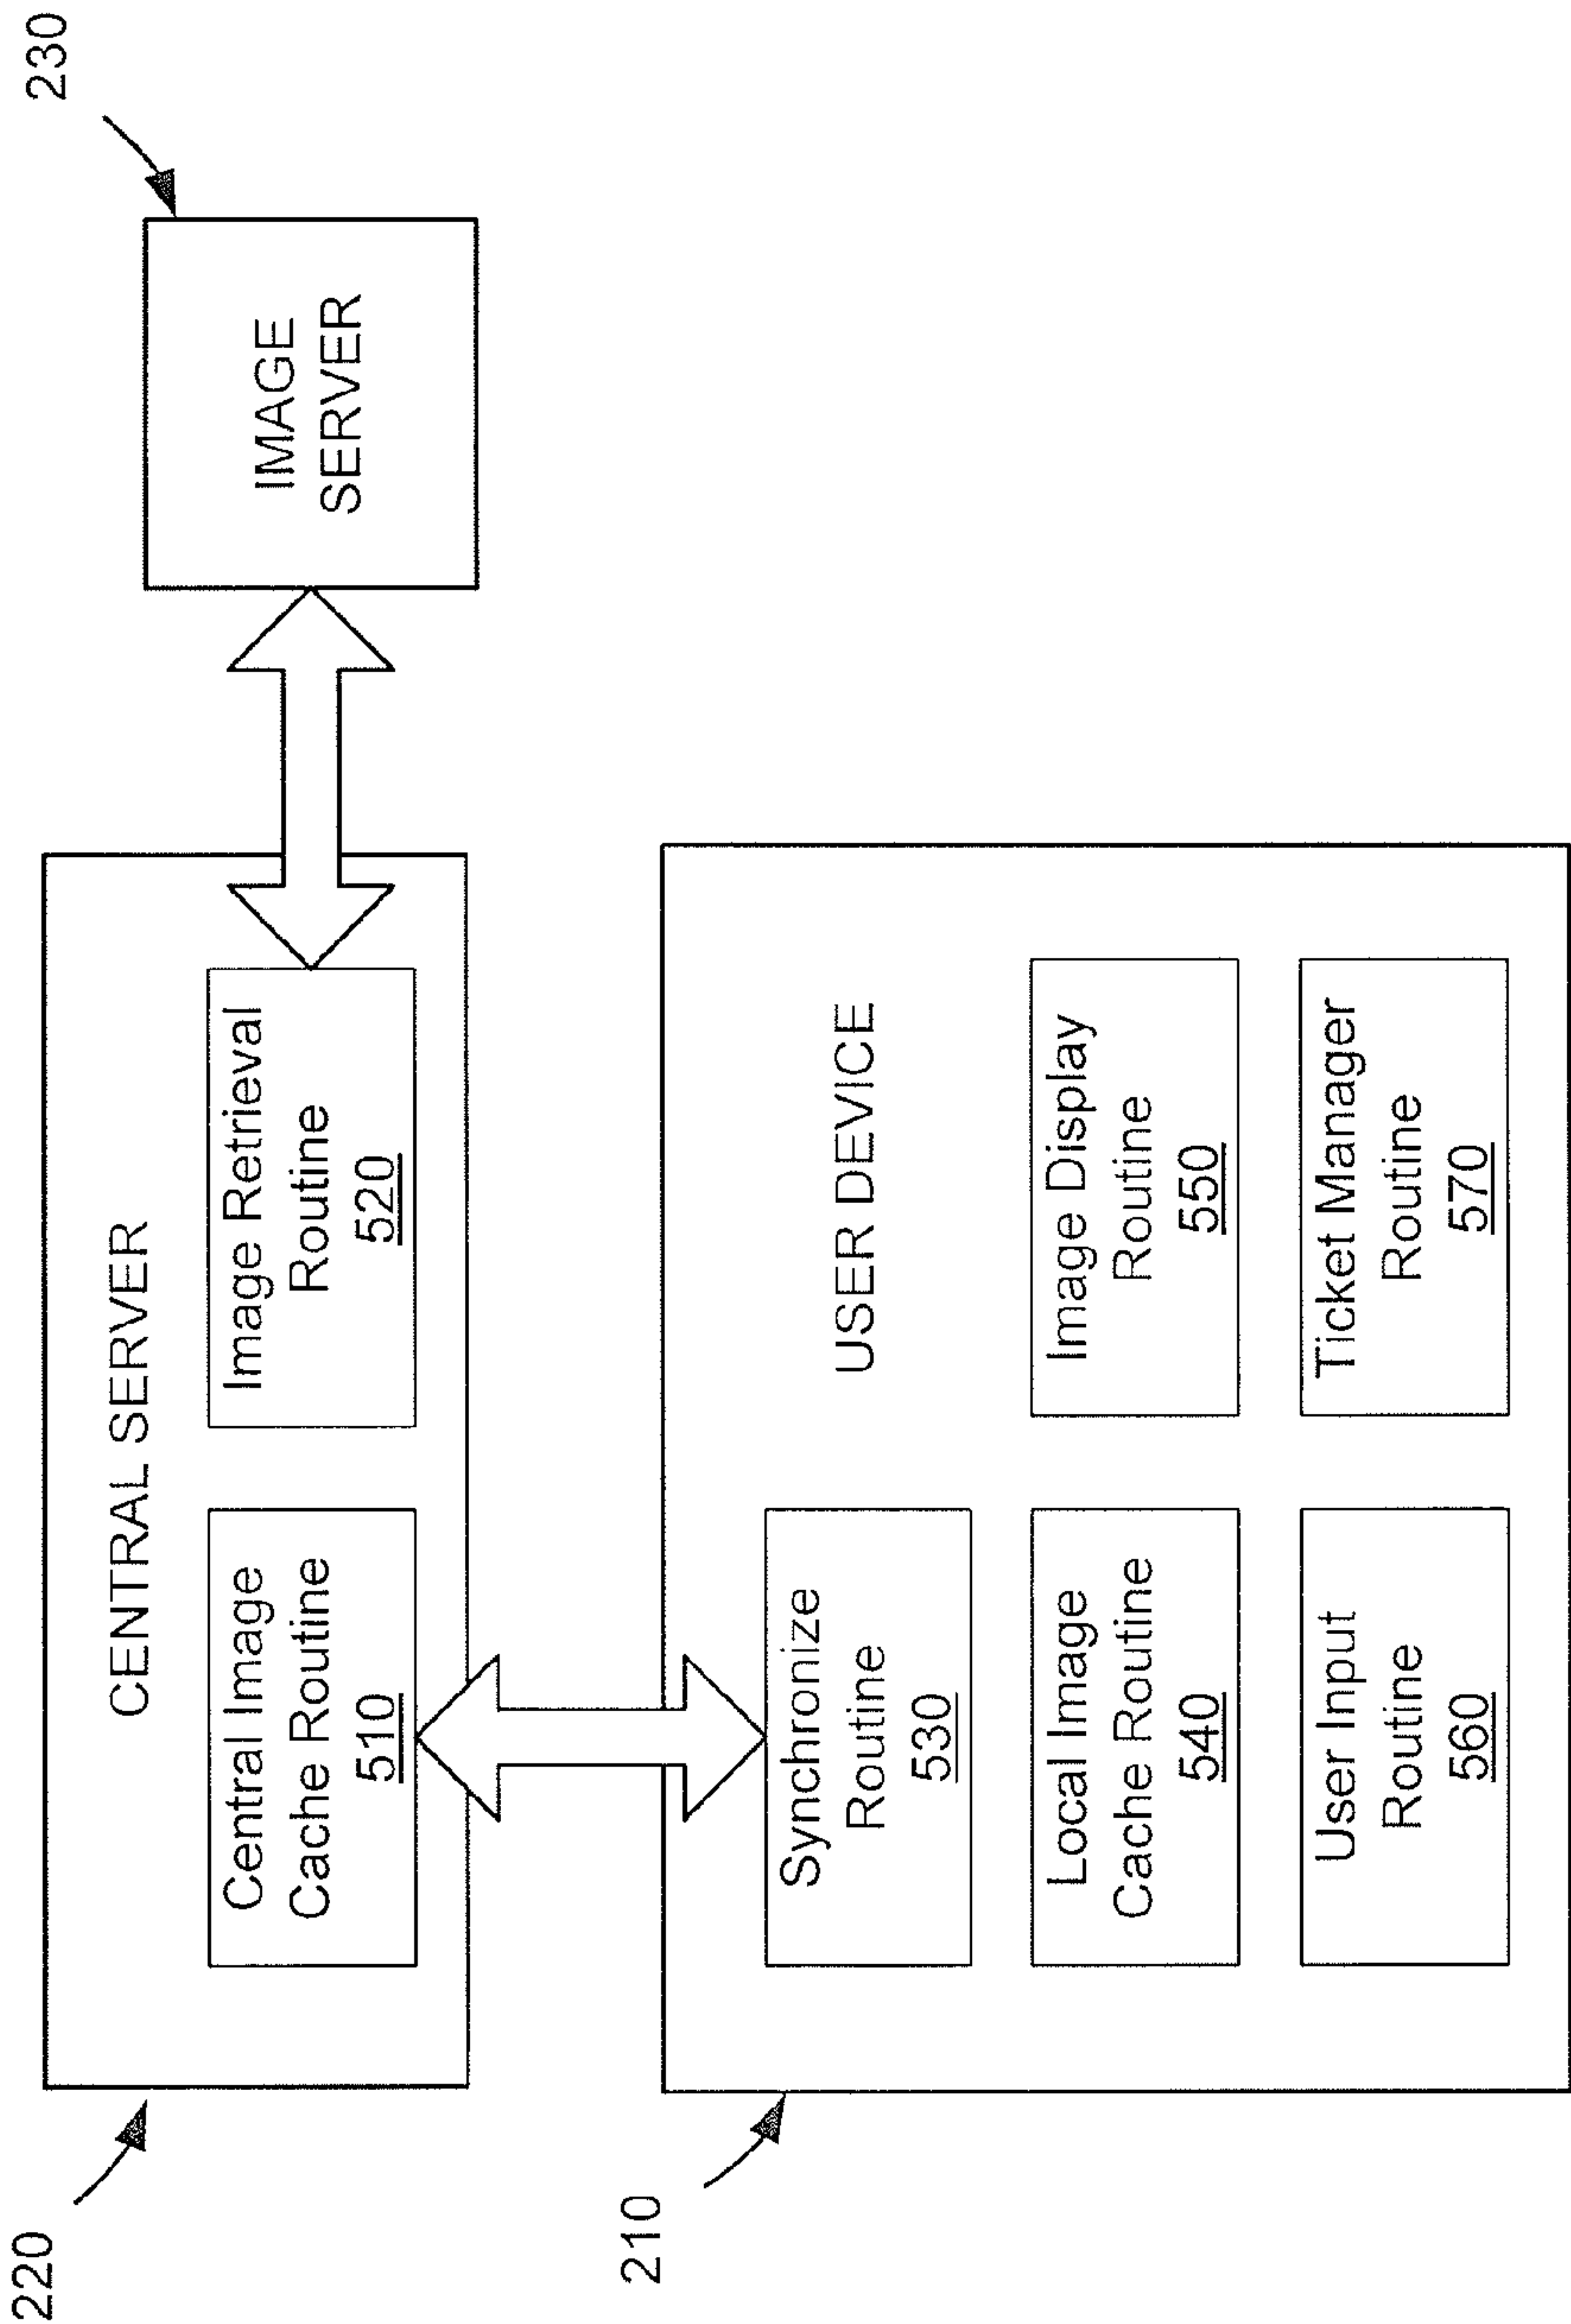 230
220
CENTRAL SERVER
Central Image
Cache Routine
510
Image Retrieval
Routine
520
IMAGE
SERVER
210
USER DEVICE
Synchronize
Routine
530
Local Image
Cache Routine
540
Image Display
Routine
550
User Input
Routine
560
Ticket Manager
Routine
570